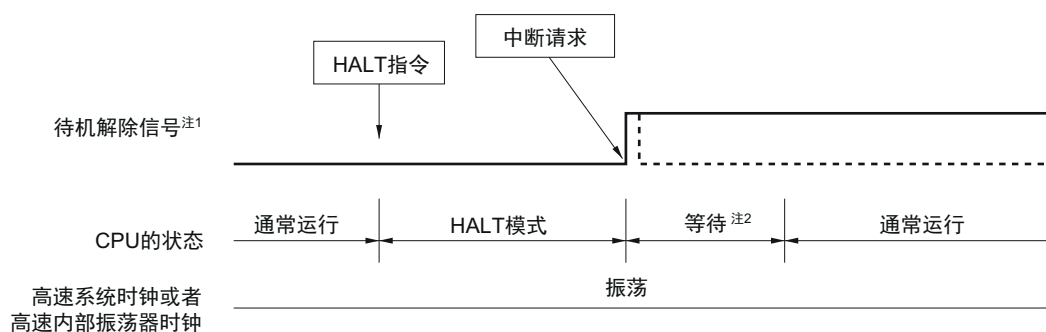 中断请求
HALT指令
待机解除信号注1
CPU的状态
通常运行
HALT模式
等待 注2
通常运行
高速系统时钟或者
高速内部振荡器时钟
振荡